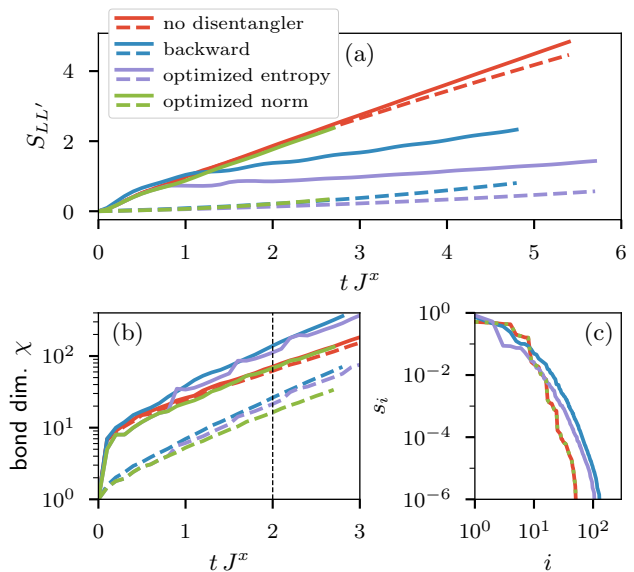 no disentangler
backward
optimized entropy
optimized norm
(a)
S_{LL'}
4
2
0
0 1 2 3 4 5 6
t J^x
(b)
bond dim. χ
10^2
10^1
10^0
0 1 2 3
t J^x
(c)
s_i
10^0
10^{-2}
10^{-4}
10^{-6}
10^0 10^1 10^2
i